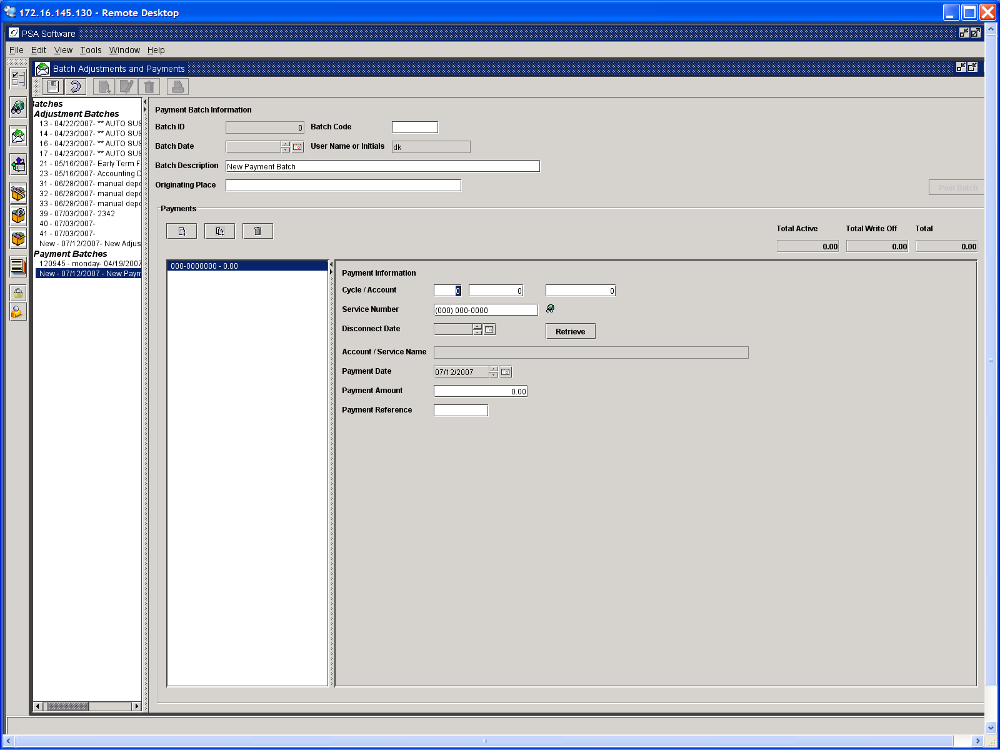 172.16.145.130 - Remote Desktop
PSA Software
File Edit View Tools Window Help
Batch Adjustments and Payments
Batches
Adjustment Batches
13 - 04/22/2007- ** AUTO SUS
14 - 04/23/2007- ** AUTO SUS
16 - 04/23/2007- ** AUTO SUS
17 - 04/23/2007- ** AUTO SUS
21 - 05/16/2007- Early Term F
23 - 05/16/2007- Accounting D
31 - 06/28/2007- manual depo
32 - 06/28/2007- manual depo
33 - 06/28/2007- manual depo
39 - 07/03/2007- 2342
40 - 07/03/2007-
41 - 07/03/2007-
New - 07/12/2007- New Adjus
Payment Batches
120945 - monday- 04/19/2007
New - 07/12/2007 - New Paym
Payment Batch Information
Batch ID 0 Batch Code
Batch Date User Name or Initials dk
Batch Description New Payment Batch
Originating Place
Post Batch
Payments
Total Active Total Write Off Total
0.00 0.00 0.00
000-0000000 - 0.00
Payment Information
Cycle / Account 0 0 0
Service Number (000) 000-0000
Disconnect Date Retrieve
Account / Service Name
Payment Date 07/12/2007
Payment Amount 0.00
Payment Reference